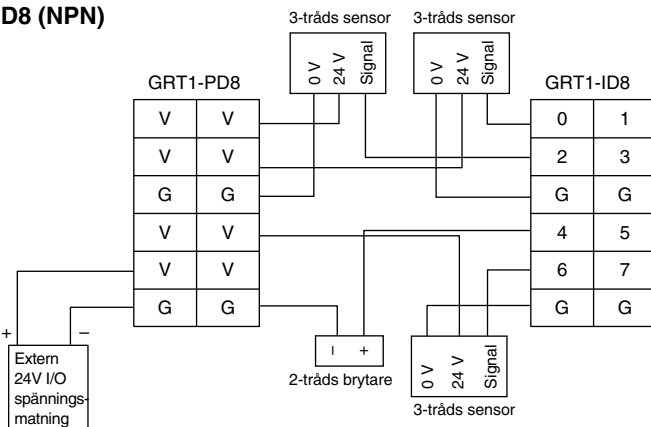 D8 (NPN)
3-tråds sensor
3-tråds sensor
0 V
24 V
Signal
0 V
24 V
Signal
GRT1-PD8
GRT1-ID8
V V
V V
G G
V V
V V
G G
0 1
2 3
G G
4 5
6 7
G G
+ –
Extern
24V I/O
spännings-
matning
– +
2-tråds brytare
0 V
24 V
Signal
3-tråds sensor